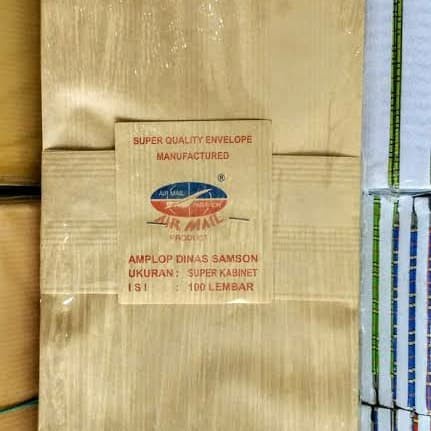 SUPER QUALITY ENVELOPE
MANUFACTURED
®
AIR MAIL
AIR MAIL
PRODUCT
AMPLOP DINAS SAMSON
UKURAN : SUPER KABINET
ISI : 100 LEMBAR